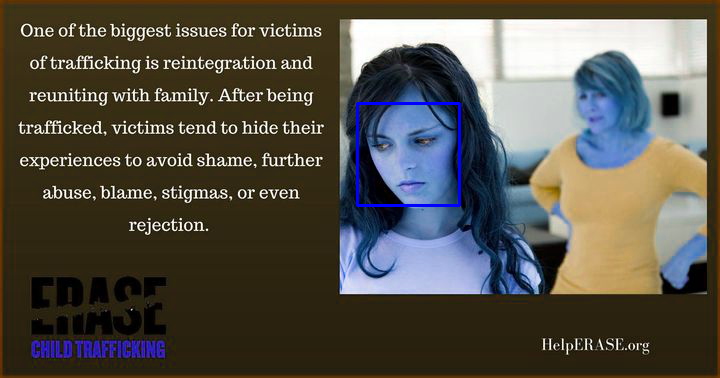 One of the biggest issues for victims
of trafficking is reintegration and
reuniting with family. After being
trafficked, victims tend to hide their
experiences to avoid shame, further
abuse, blame, stigmas, or even
rejection.
ERASE
CHILD TRAFFICKING
HelpERASE.org